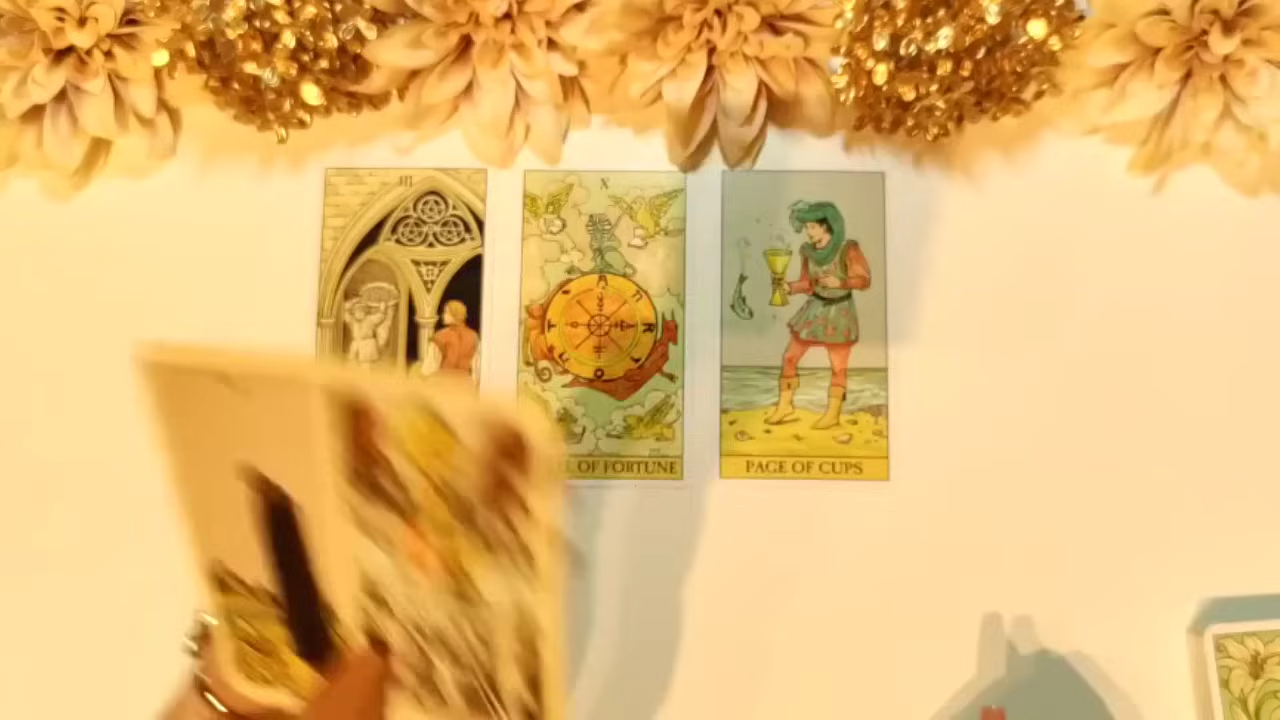 III
X
OF FORTUNE
PAGE OF CUPS